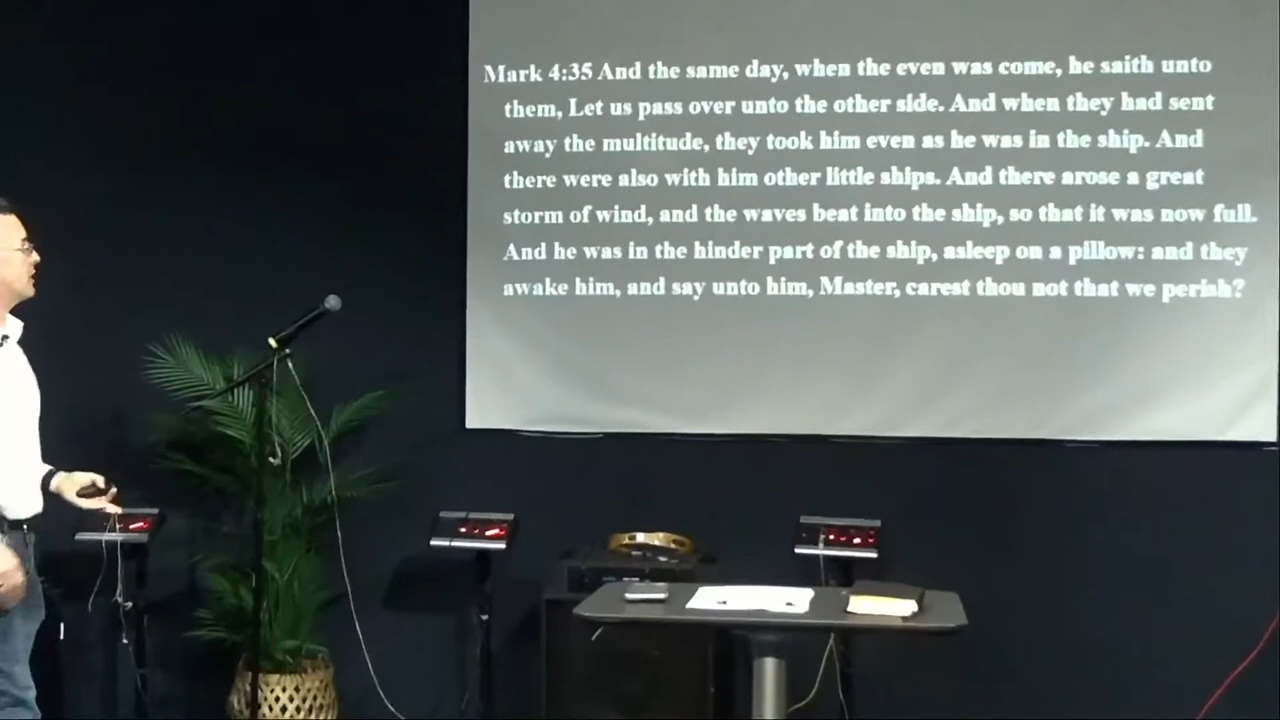 Mark 4:35 And the same day, when the even was come, he saith unto
them, Let us pass over unto the other side. And when they had sent
away the multitude, they took him even as he was in the ship. And
there were also with him other little ships. And there arose a great
storm of wind, and the waves beat into the ship, so that it was now full.
And he was in the hinder part of the ship, asleep on a pillow: and they
awake him, and say unto him, Master, carest thou not that we perish?